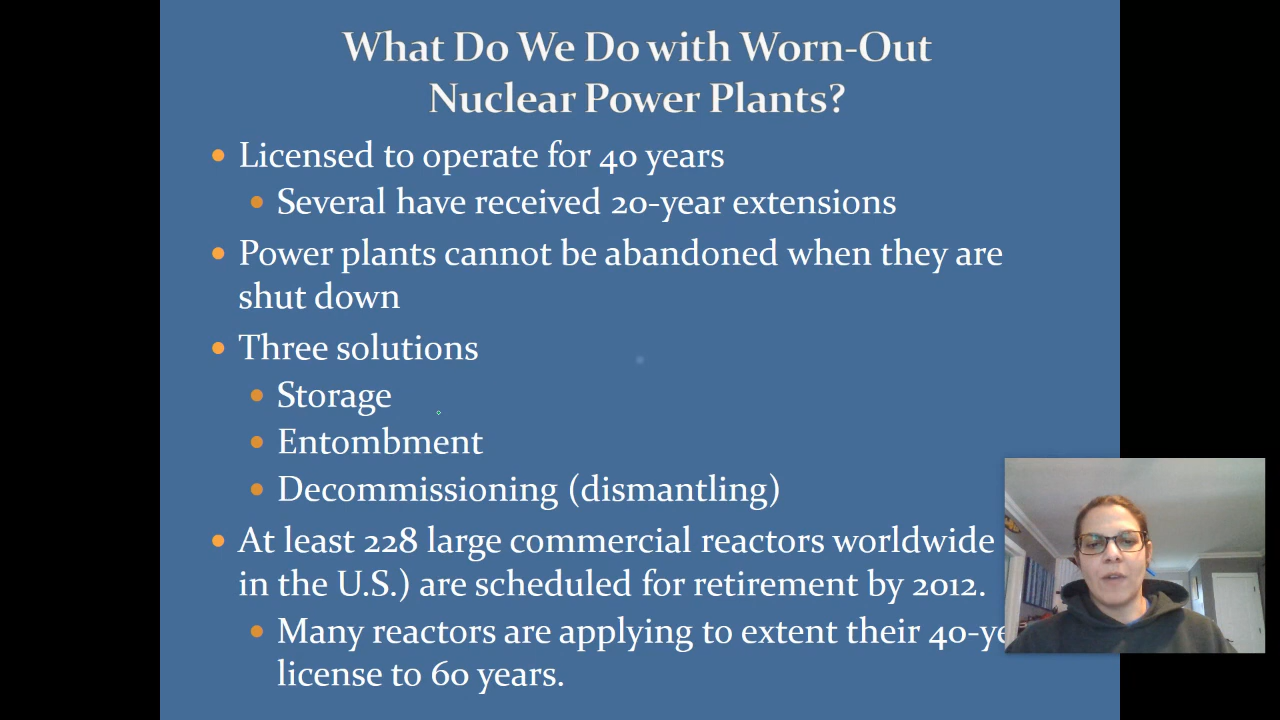 What Do We Do with Worn-Out
Nuclear Power Plants?
• Licensed to operate for 40 years
• Several have received 20-year extensions
• Power plants cannot be abandoned when they are
shut down
• Three solutions
• Storage
• Entombment
• Decommissioning (dismantling)
• At least 228 large commercial reactors worldwide
in the U.S.) are scheduled for retirement by 2012.
• Many reactors are applying to extent their
license to 60 years.